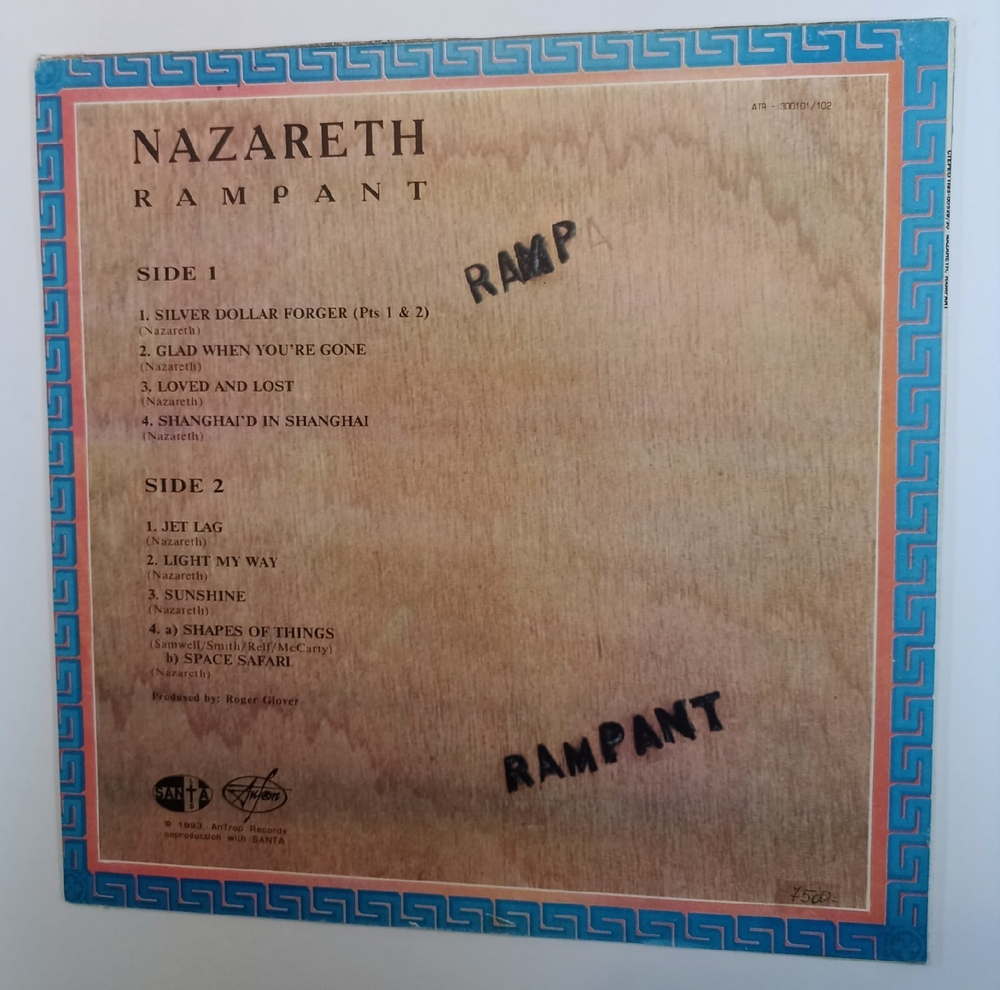 ATR - 300101/102
NAZARETH
RAMPANT
RAMPA
SIDE 1
1. SILVER DOLLAR FORGER (Pts 1 & 2)
(Nazareth)
2. GLAD WHEN YOU'RE GONE
(Nazareth)
3. LOVED AND LOST
(Nazareth)
4. SHANGHAI'D IN SHANGHAI
(Nazareth)
SIDE 2
1. JET LAG
(Nazareth)
2. LIGHT MY WAY
(Nazareth)
3. SUNSHINE
(Nazareth)
4. a) SHAPES OF THINGS
(Samwell/Smith/Relf/McCarty)
b) SPACE SAFARI
(Nazareth)
Prodused by: Roger Glover
RAMPANT
SANTA
© 1993, AnTrop Records
coproduction with SANTA
7500=